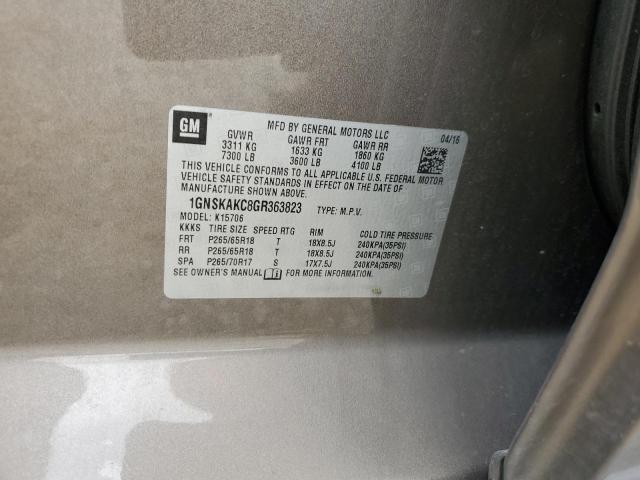 GM
MFD BY GENERAL MOTORS LLC 04/16
GVWR GAWR FRT GAWR RR
3311 KG 1633 KG 1860 KG
7300 LB 3600 LB 4100 LB
THIS VEHICLE CONFORMS TO ALL APPLICABLE U.S. FEDERAL MOTOR
VEHICLE SAFETY STANDARDS IN EFFECT ON THE DATE OF
MANUFACTURE SHOWN ABOVE.
1GNSKAKC8GR363823 TYPE: M.P.V.
MODEL: K15706
KKKS TIRE SIZE SPEED RTG RIM COLD TIRE PRESSURE
FRT P265/65R18 T 18X8.5J 240KPA(35PSI)
RR P265/65R18 T 18X8.5J 240KPA(35PSI)
SPA P265/70R17 S 17X7.5J 240KPA(35PSI)
SEE OWNER'S MANUAL FOR MORE INFORMATION.